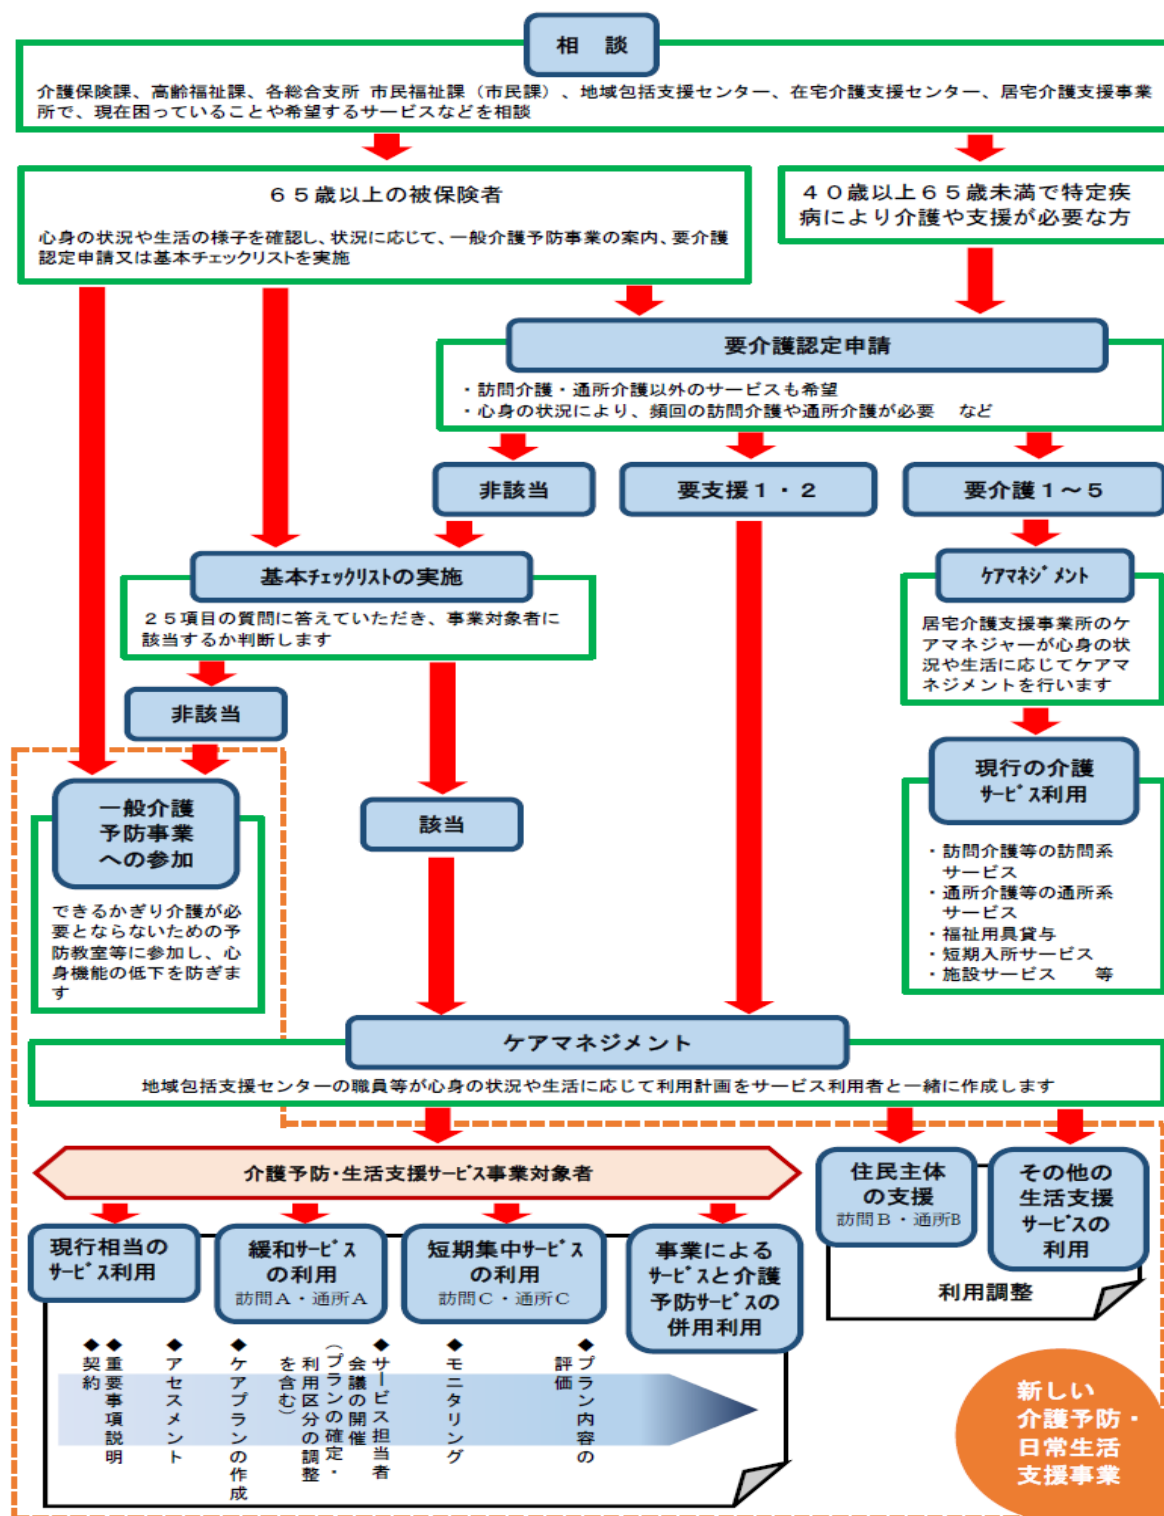 相　談
介護保険課、高齢福祉課、各総合支所 市民福祉課（市民課）、地域包括支援センター、在宅介護支援センター、居宅介護支援事業
所で、現在困っていることや希望するサービスなどを相談
６５歳以上の被保険者
心身の状況や生活の様子を確認し、状況に応じて、一般介護予防事業の案内、要介護
認定申請又は基本チェックリストを実施
４０歳以上６５歳未満で特定疾
病により介護や支援が必要な方
要介護認定申請
・訪問介護・通所介護以外のサービスも希望
・心身の状況により、頻回の訪問介護や通所介護が必要　など
非該当
要支援１・２
要介護１～５
基本ﾁｪｯｸﾘｽﾄの実施
２５項目の質問に答えていただき、事業対象者に
該当するか判断します
ｹｱﾏﾈｼﾞﾒﾝﾄ
居宅介護支援事業所のケ
アマネジャーが心身の状
況や生活に応じてケアマ
ネジメントを行います
非該当
一般介護
予防事業
への参加
できるかぎり介護が必
要とならないための予
防教室等に参加し、心
身機能の低下を防ぎま
す
該当
現行の介護
ｻｰﾋﾞｽ利用
・訪問介護等の訪問系
サービス
・通所介護等の通所系
サービス
・福祉用具貸与
・短期入所サービス
・施設サービス　等
ケアマネジメント
地域包括支援センターの職員等が心身の状況や生活に応じて利用計画をサービス利用者と一緒に作成します
介護予防・生活支援ｻｰﾋﾞｽ事業対象者
現行相当の
ｻｰﾋﾞｽ利用
緩和ｻｰﾋﾞｽ
の利用
訪問Ａ・通所Ａ
短期集中ｻｰﾋﾞｽ
の利用
訪問Ｃ・通所Ｃ
事業による
ｻｰﾋﾞｽと介護
予防ｻｰﾋﾞｽの
併用利用
住民主体
の支援
訪問Ｂ・通所Ｂ
その他の
生活支援
ｻｰﾋﾞｽの
利用
利用調整
◆契約
◆重要事項説明
◆アセスメント
◆ケアプランの作成
◆サービス担当者
会議の開催
（プランの確定・
利用区分の調整
を含む）
◆モニタリング
◆プラン内容の
評価
新しい
介護予防・
日常生活
支援事業